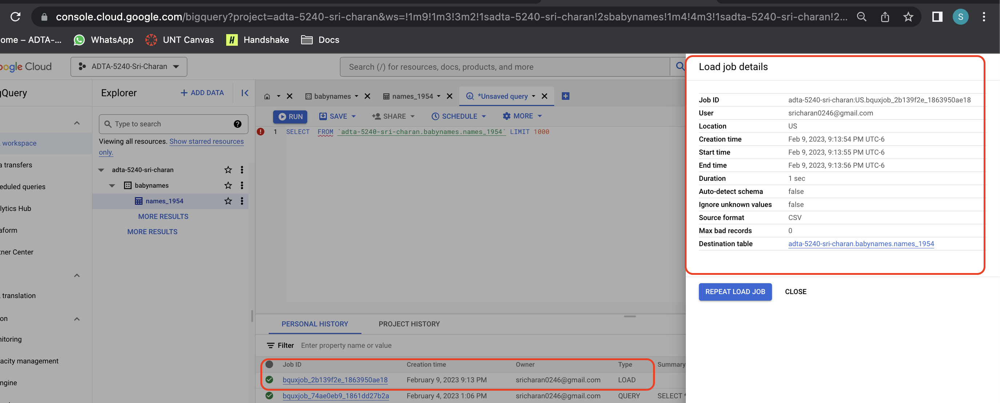 console.cloud.google.com/bigquery?project=adta-5240-sri-charan&ws=!1m9!1m3!3m2!1sadta-5240-sri-charan!2sbabynames!1m4!4m3!1sadta-5240-sri-charan!2... S
ome – ADTA-... WhatsApp H UNT Canvas Handshake Docs
ogle Cloud ADTA-5240-Sri-Charan Search (/) for resources, docs, products, and more
gQuery
workspace
a transfers
eduled queries
lytics Hub
aform
ner Center
translation
on
nitoring
acity management
ngine
Explorer + ADD DATA
Type to search
Viewing all resources. Show starred resources
only.
adta-5240-sri-charan
babynames
names_1954
MORE RESULTS
MORE RESULTS
babynames names_1954 *Unsaved query
RUN SAVE SHARE SCHEDULE MORE
1 SELECT FROM `adta-5240-sri-charan.babynames.names_1954` LIMIT 1000
PERSONAL HISTORY PROJECT HISTORY
Filter Enter property name or value
Job ID Creation time Owner Type Summary
bquxjob_2b139f2e_1863950ae18 February 9, 2023 9:13 PM sricharan0246@gmail.com LOAD
bquxjob_74ae0eb9_1861dd27b2a February 4, 2023 1:06 PM sricharan0246@gmail.com QUERY SELECT *
Load job details
Job ID adta-5240-sri-charan:US.bquxjob_2b139f2e_1863950ae18
User sricharan0246@gmail.com
Location US
Creation time Feb 9, 2023, 9:13:54 PM UTC-6
Start time Feb 9, 2023, 9:13:55 PM UTC-6
End time Feb 9, 2023, 9:13:56 PM UTC-6
Duration 1 sec
Auto-detect schema false
Ignore unknown values false
Source format CSV
Max bad records 0
Destination table adta-5240-sri-charan.babynames.names_1954
REPEAT LOAD JOB CLOSE